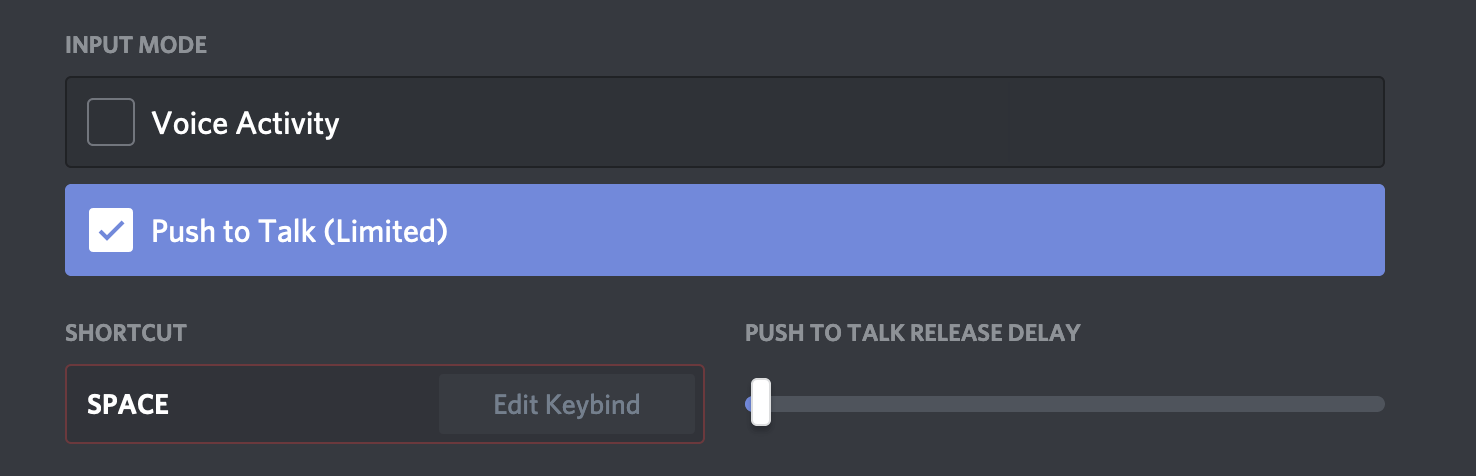 INPUT MODE
Voice Activity
Push to Talk (Limited)
SHORTCUT
PUSH TO TALK RELEASE DELAY
SPACE
Edit Keybind